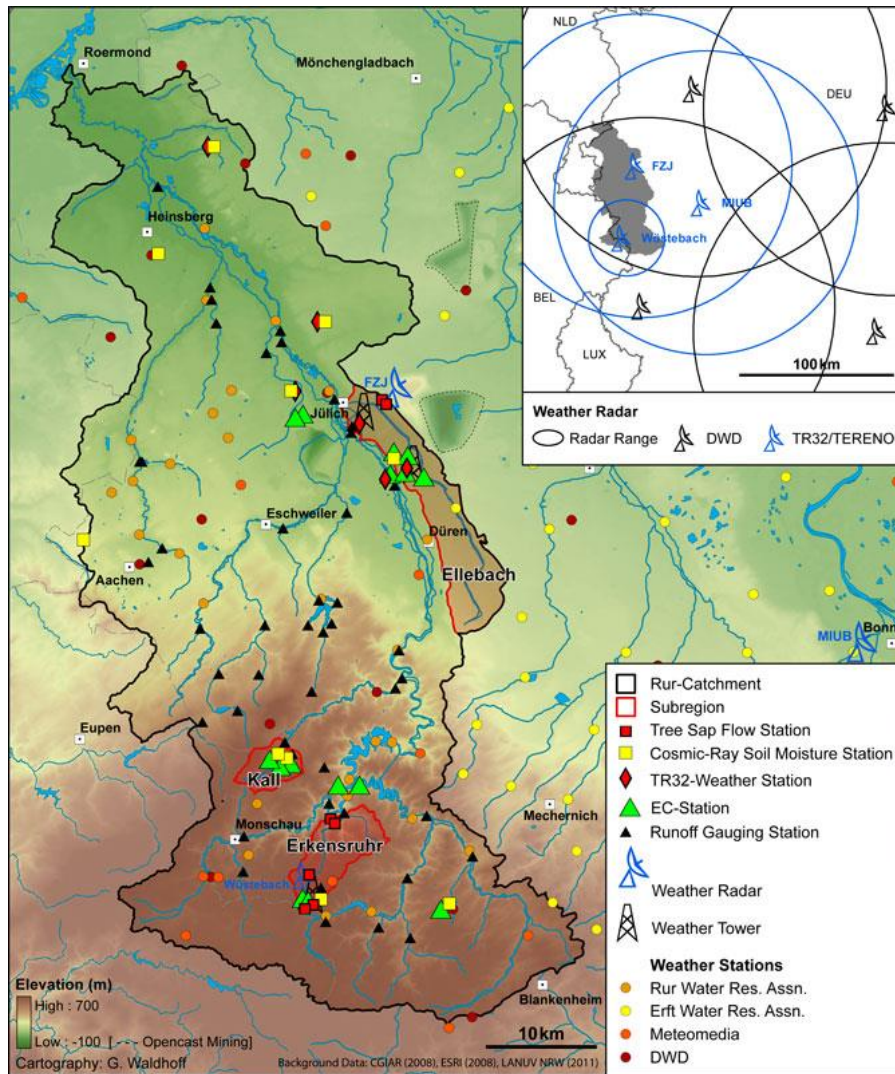 Roermond
Mönchengladbach
Heinsberg
FZJ
Jülich
Eschweiler
Düren
Aachen
Ellebach
MIUB
Bonn
Eupen
Kall
Mechernich
Monschau
Erkensruhr
Wüstebach
Blankenheim
Elevation (m)
High : 700
Low : -100 [ - - - Opencast Mining]
Cartography: G. Waldhoff
10 km
Background Data: CGIAR (2008), ESRI (2008), LANUV NRW (2011)
NLD
DEU
FZJ
MIUB
Wüstebach
BEL
LUX
100 km
Weather Radar
Radar Range
DWD
TR32/TERENO
Rur-Catchment
Subregion
Tree Sap Flow Station
Cosmic-Ray Soil Moisture Station
TR32-Weather Station
EC-Station
Runoff Gauging Station
Weather Radar
Weather Tower
Weather Stations
Rur Water Res. Assn.
Erft Water Res. Assn.
Meteomedia
DWD